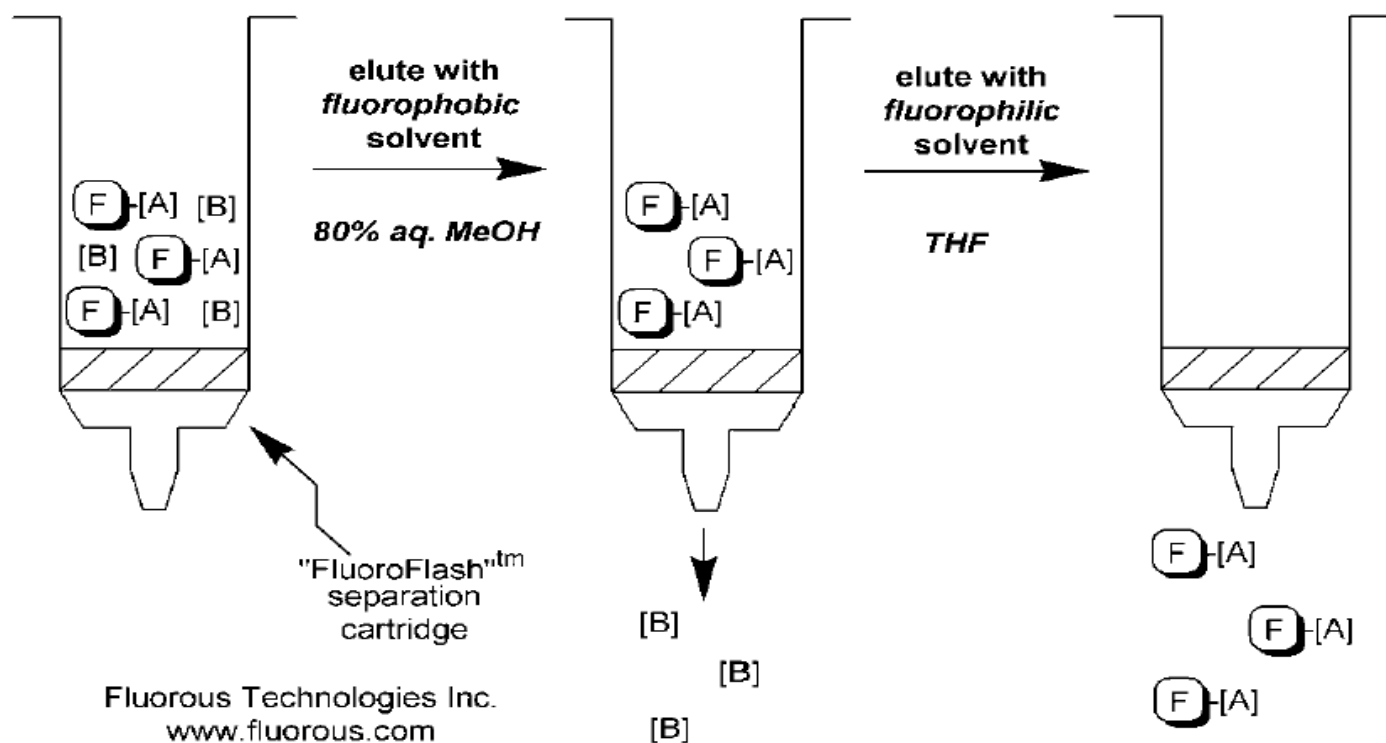 elute with
fluorophobic
solvent
80% aq. MeOH
elute with
fluorophilic
solvent
THF
F-[A] [B]
[B] F-[A]
F-[A] [B]
F-[A]
F-[A]
F-[A]
"FluoroFlash"tm
separation
cartridge
[B]
[B]
[B]
F-[A]
F-[A]
F-[A]
Fluorous Technologies Inc.
www.fluorous.com